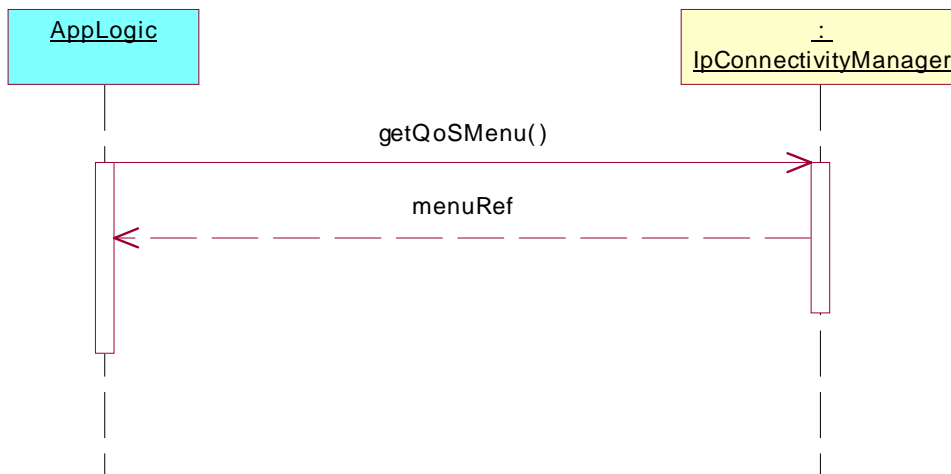 AppLogic
:
IpConnectivityManager
getQoSMenu()
menuRef